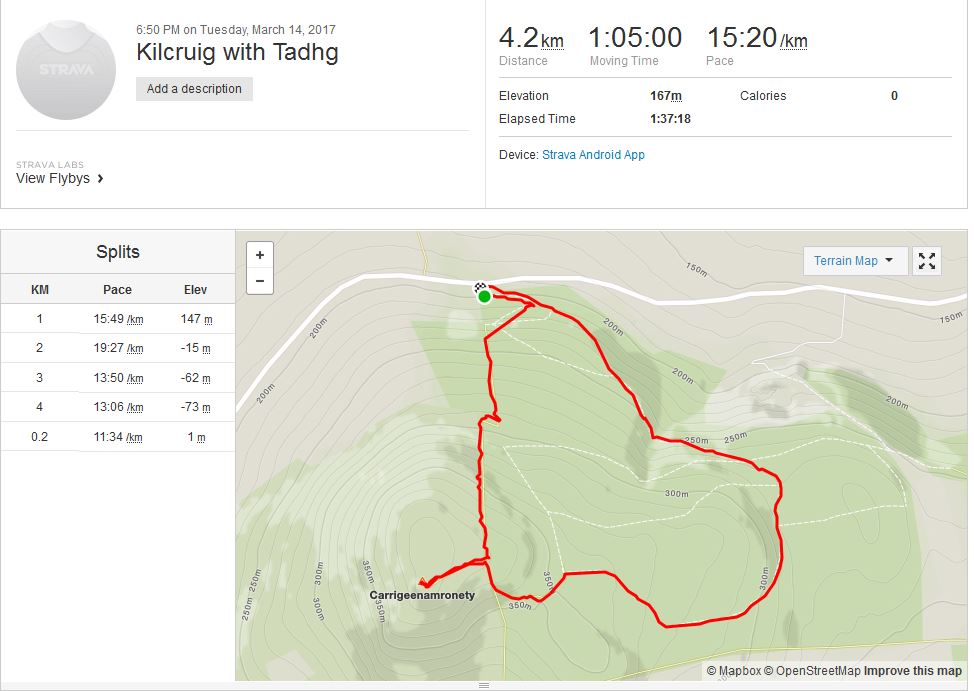 6:50 PM on Tuesday, March 14, 2017
Kilcruig with Tadhg
STRAVA
Add a description
STRAVA LABS
View Flybys
4.2km 1:05:00 15:20/km
Distance Moving Time Pace
Elevation 167m Calories 0
Elapsed Time 1:37:18
Device: Strava Android App
Splits
KM Pace Elev
1 15:49 /km 147 m
2 19:27 /km -15 m
3 13:50 /km -62 m
4 13:06 /km -73 m
0.2 11:34 /km 1 m
+
−
Terrain Map
150m
150m
200m
200m
200m
200m
200m
250m 250m
300m
350m
300m
300m
350m
300m
250m 250m
350m
350m
Carrigeenamronety
© Mapbox © OpenStreetMap Improve this map